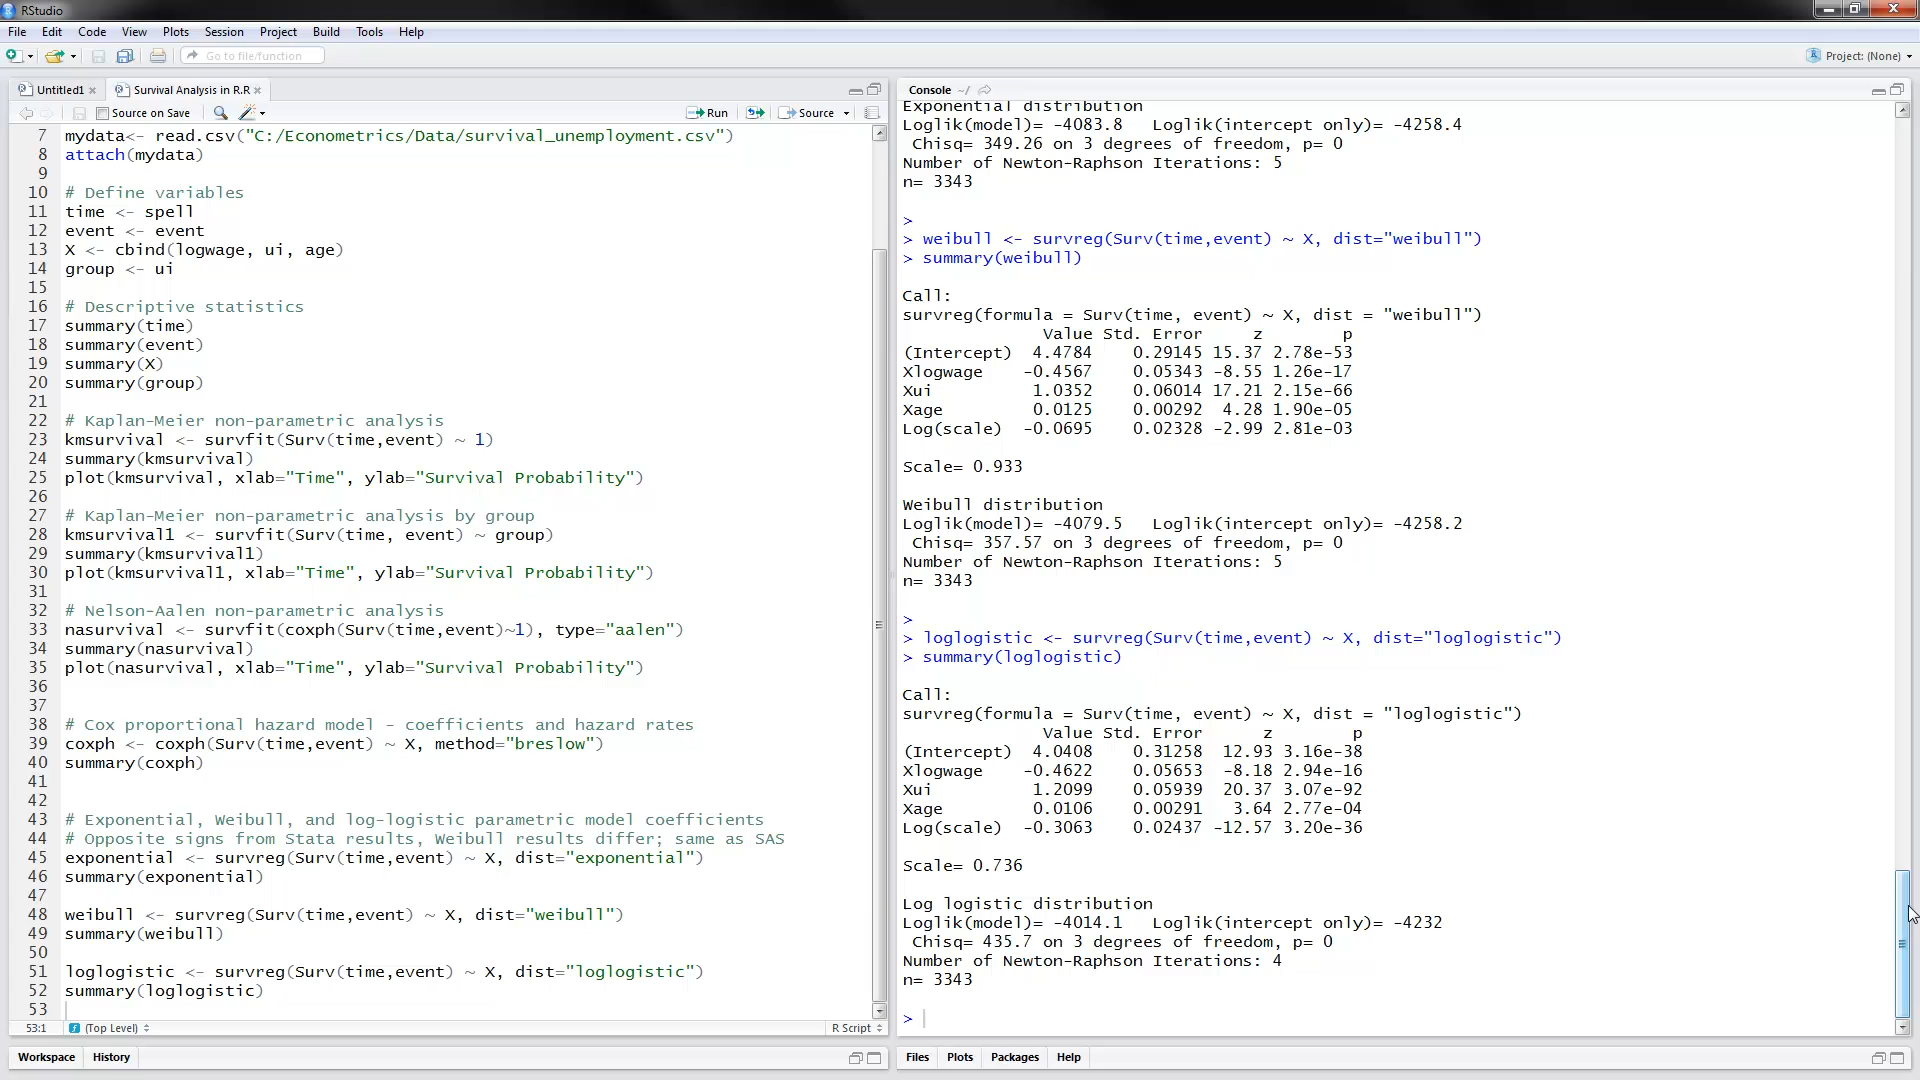 RStudio
File Edit Code View Plots Session Project Build Tools Help
Go to file/function
Project: (None)
Untitled1 Survival Analysis in R.R
Source on Save Run Source
7 mydata<- read.csv("C:/Econometrics/Data/survival_unemployment.csv")
8 attach(mydata)
9
10 # Define variables
11 time <- spell
12 event <- event
13 X <- cbind(logwage, ui, age)
14 group <- ui
15
16 # Descriptive statistics
17 summary(time)
18 summary(event)
19 summary(X)
20 summary(group)
21
22 # Kaplan-Meier non-parametric analysis
23 kmsurvival <- survfit(Surv(time,event) ~ 1)
24 summary(kmsurvival)
25 plot(kmsurvival, xlab="Time", ylab="Survival Probability")
26
27 # Kaplan-Meier non-parametric analysis by group
28 kmsurvival1 <- survfit(Surv(time, event) ~ group)
29 summary(kmsurvival1)
30 plot(kmsurvival1, xlab="Time", ylab="Survival Probability")
31
32 # Nelson-Aalen non-parametric analysis
33 nasurvival <- survfit(coxph(Surv(time,event)~1), type="aalen")
34 summary(nasurvival)
35 plot(nasurvival, xlab="Time", ylab="Survival Probability")
36
37
38 # Cox proportional hazard model - coefficients and hazard rates
39 coxph <- coxph(Surv(time,event) ~ X, method="breslow")
40 summary(coxph)
41
42
43 # Exponential, Weibull, and log-logistic parametric model coefficients
44 # Opposite signs from Stata results, Weibull results differ; same as SAS
45 exponential <- survreg(Surv(time,event) ~ X, dist="exponential")
46 summary(exponential)
47
48 weibull <- survreg(Surv(time,event) ~ X, dist="weibull")
49 summary(weibull)
50
51 loglogistic <- survreg(Surv(time,event) ~ X, dist="loglogistic")
52 summary(loglogistic)
53
53:1 (Top Level) R Script
Workspace History
Console ~/
Exponential distribution
Loglik(model)= -4083.8 Loglik(intercept only)= -4258.4
Chisq= 349.26 on 3 degrees of freedom, p= 0
Number of Newton-Raphson Iterations: 5
n= 3343
>
> weibull <- survreg(Surv(time,event) ~ X, dist="weibull")
> summary(weibull)
Call:
survreg(formula = Surv(time, event) ~ X, dist = "weibull")
Value Std. Error z p
(Intercept) 4.4784 0.29145 15.37 2.78e-53
Xlogwage -0.4567 0.05343 -8.55 1.26e-17
Xui 1.0352 0.06014 17.21 2.15e-66
Xage 0.0125 0.00292 4.28 1.90e-05
Log(scale) -0.0695 0.02328 -2.99 2.81e-03
Scale= 0.933
Weibull distribution
Loglik(model)= -4079.5 Loglik(intercept only)= -4258.2
Chisq= 357.57 on 3 degrees of freedom, p= 0
Number of Newton-Raphson Iterations: 5
n= 3343
>
> loglogistic <- survreg(Surv(time,event) ~ X, dist="loglogistic")
> summary(loglogistic)
Call:
survreg(formula = Surv(time, event) ~ X, dist = "loglogistic")
Value Std. Error z p
(Intercept) 4.0408 0.31258 12.93 3.16e-38
Xlogwage -0.4622 0.05653 -8.18 2.94e-16
Xui 1.2099 0.05939 20.37 3.07e-92
Xage 0.0106 0.00291 3.64 2.77e-04
Log(scale) -0.3063 0.02437 -12.57 3.20e-36
Scale= 0.736
Log logistic distribution
Loglik(model)= -4014.1 Loglik(intercept only)= -4232
Chisq= 435.7 on 3 degrees of freedom, p= 0
Number of Newton-Raphson Iterations: 4
n= 3343
>
Files Plots Packages Help